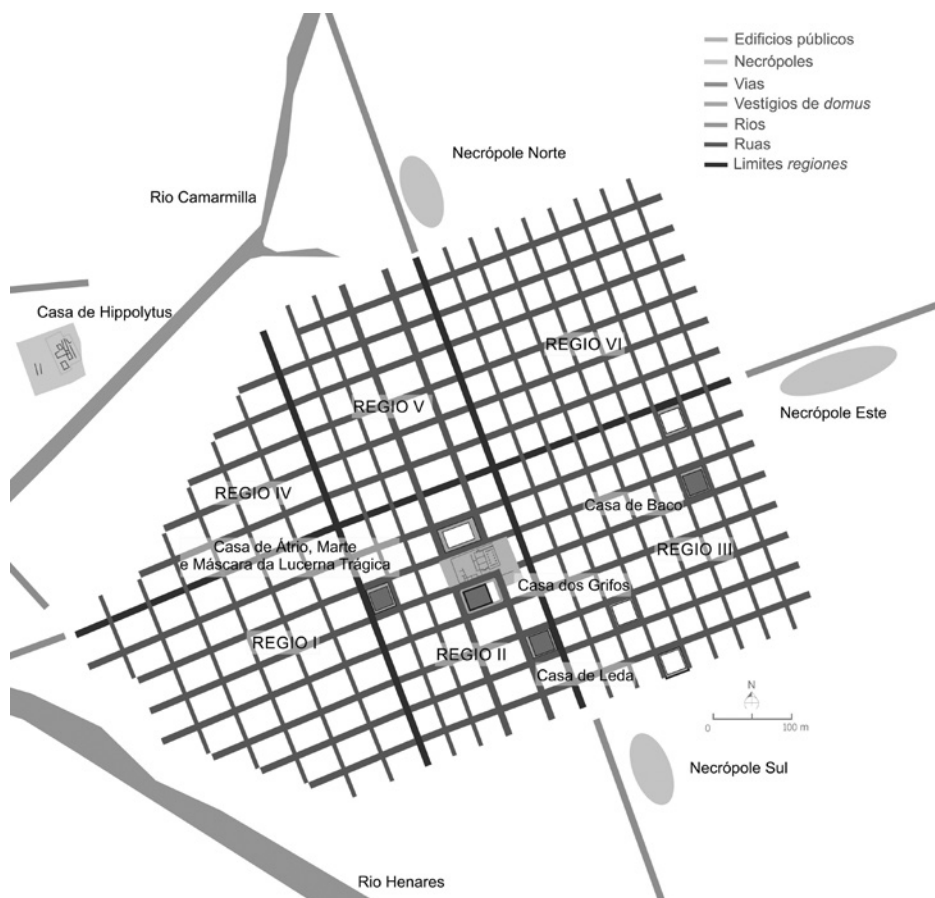 Edificios públicos
Necrópoles
Vias
Vestígios de domus
Rios
Ruas
Limites regiones
Necrópole Norte
Rio Camarmilla
Casa de Hippolytus
REGIO VI
REGIO V
Necrópole Este
REGIO IV
Casa de Baco
Casa de Átrio, Marte
e Máscara da Lucerna Trágica
REGIO III
Casa dos Grifos
REGIO I
REGIO II
Casa de Leda
N
0 100 m
Necrópole Sul
Rio Henares